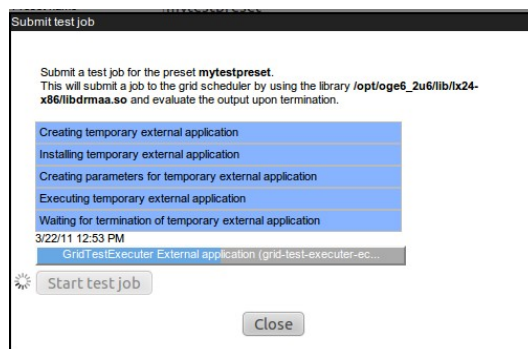 Submit test job
Submit a test job for the preset mytestpreset.
This will submit a job to the grid scheduler by using the library /opt/oge6_2u6/lib/lx24-
x86/libdrmaa.so and evaluate the output upon termination.
Creating temporary external application
Installing temporary external application
Creating parameters for temporary external application
Executing temporary external application
Waiting for termination of temporary external application
3/22/11 12:53 PM
GridTestExecuter External application (grid-test-executer-ec...
Start test job
Close